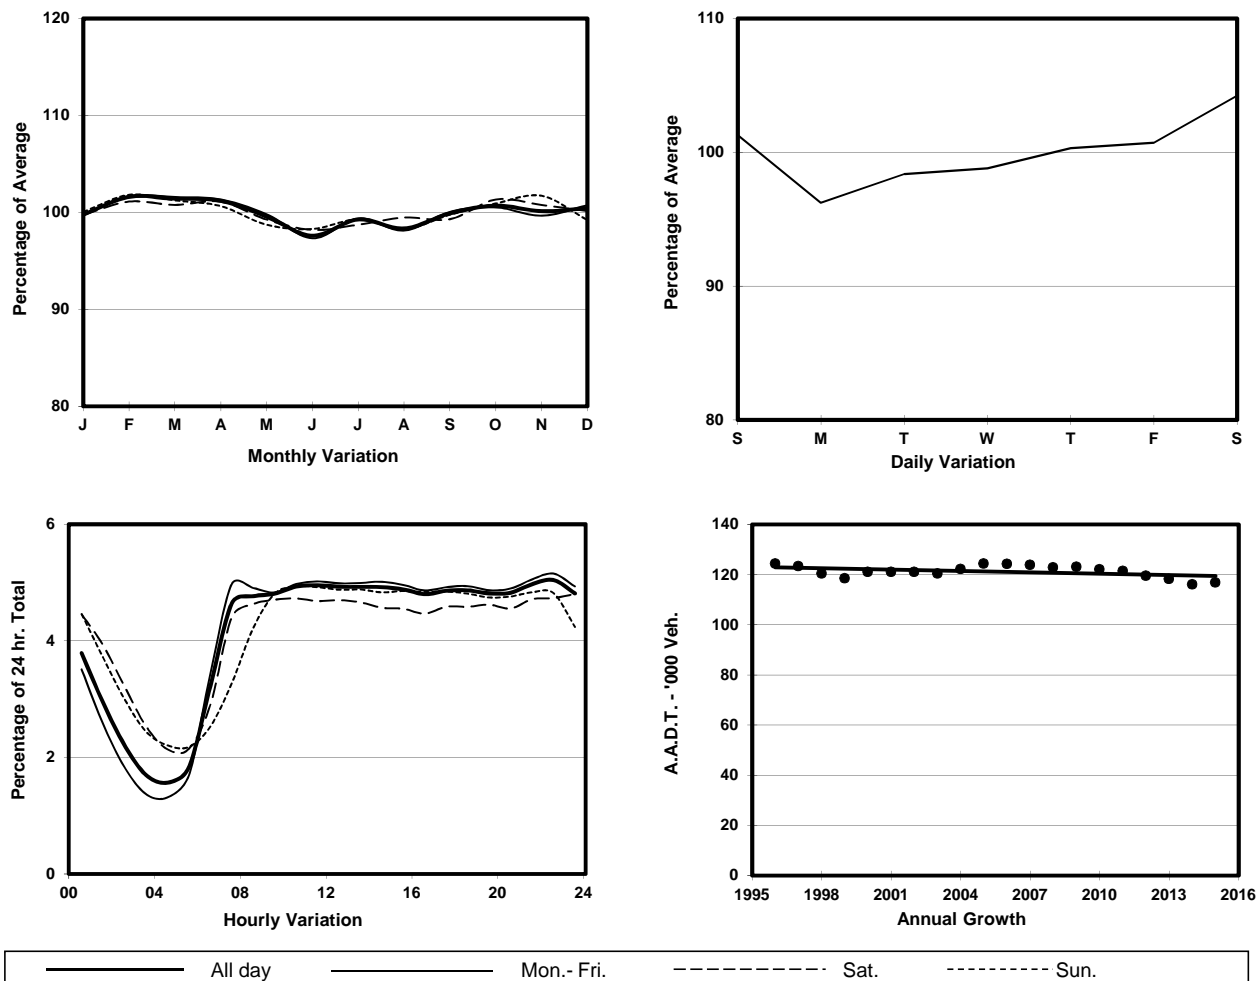 120
110
100
90
80
Percentage of Average
J F M A M J J A S O N D
Monthly Variation
110
100
90
80
Percentage of Average
S M T W T F S
Daily Variation
6
4
2
0
Percentage of 24 hr. Total
00 04 08 12 16 20 24
Hourly Variation
140
120
100
80
60
40
20
0
A.A.D.T. - '000 Veh.
1995 1998 2001 2004 2007 2010 2013 2016
Annual Growth
All day Mon.- Fri. Sat. Sun.